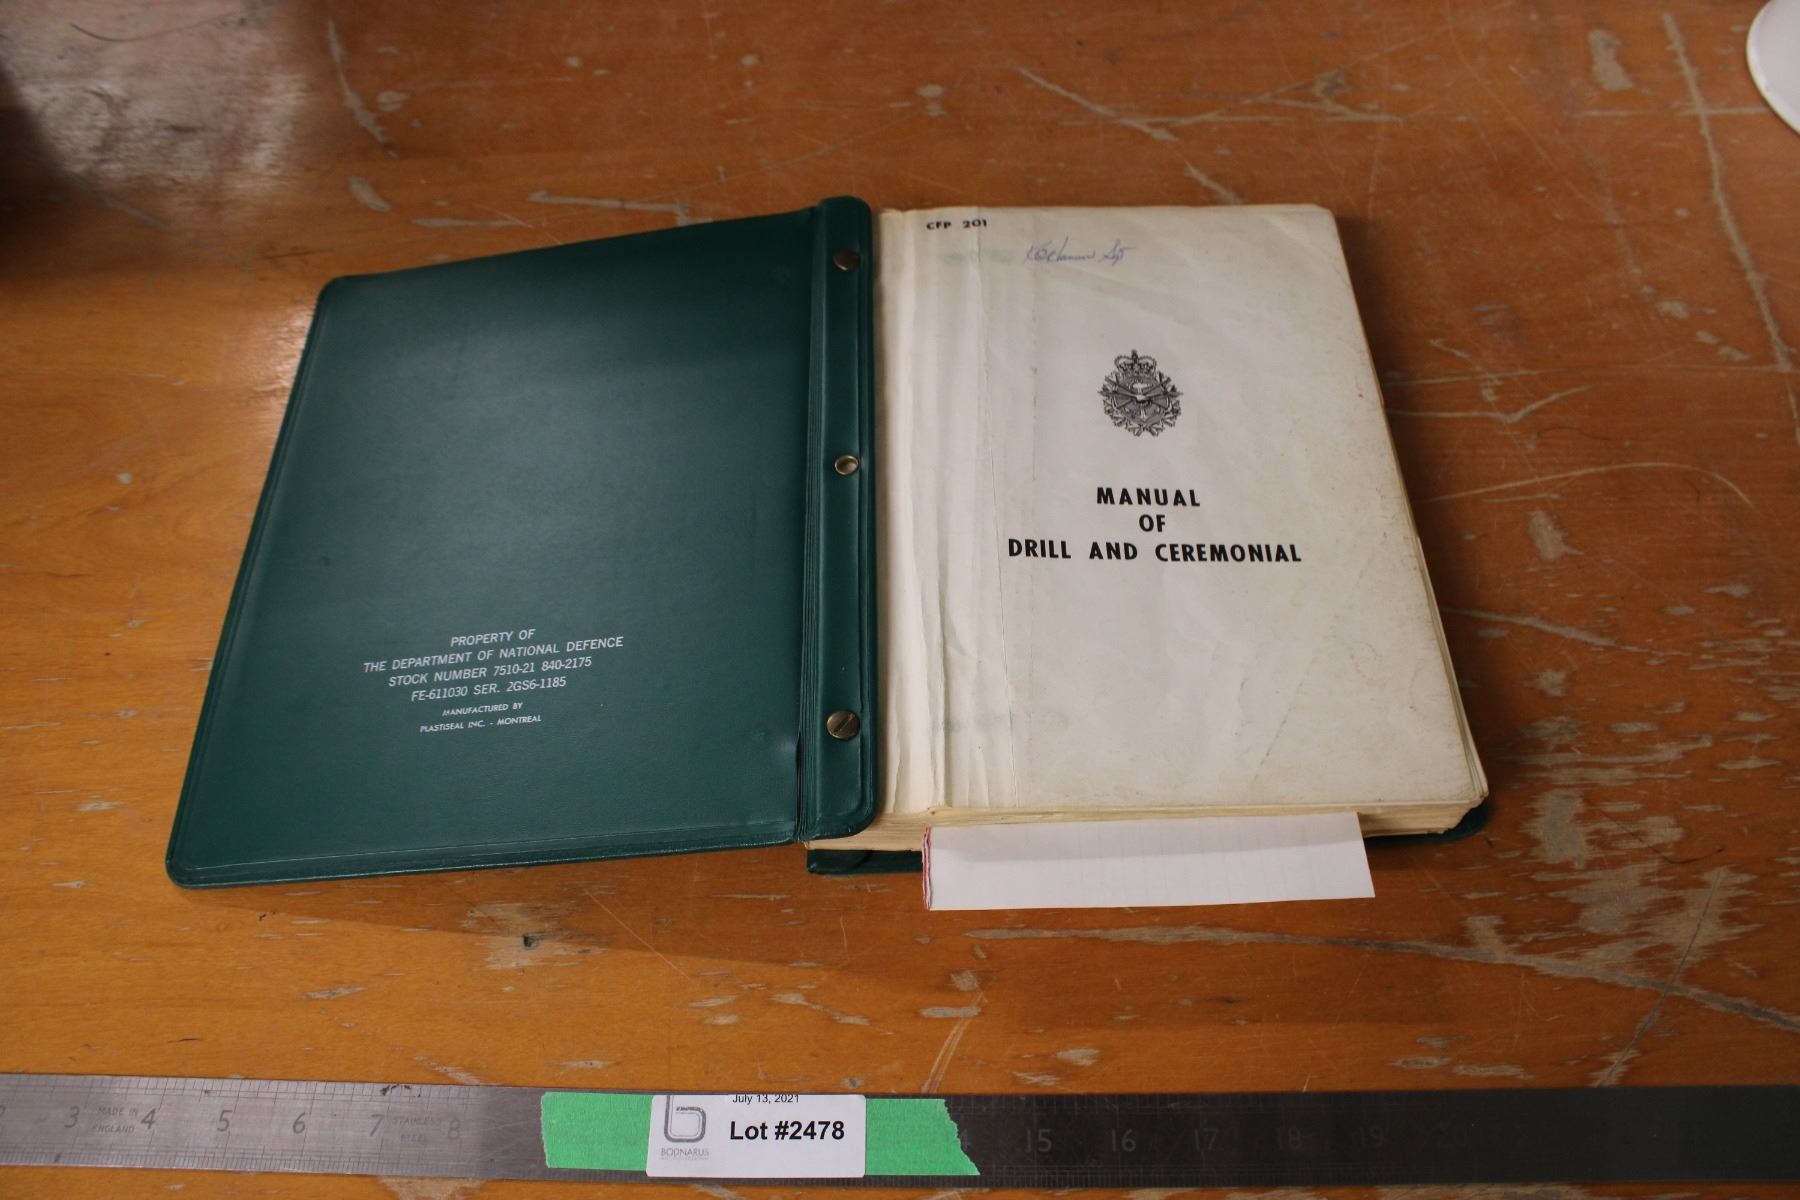 CFP 201
MANUAL
OF
DRILL AND CEREMONIAL
PROPERTY OF
THE DEPARTMENT OF NATIONAL DEFENCE
STOCK NUMBER 7510-21 840-2175
FE-611030 SER. 2GS6-1185
MANUFACTURED BY
PLASTISEAL INC. - MONTREAL
3 MADE IN ENGLAND 4 5 6 7 STAINLESS STEEL 8
July 13, 2021
Lot #2478
BODNARUS
15 16 17 18 19